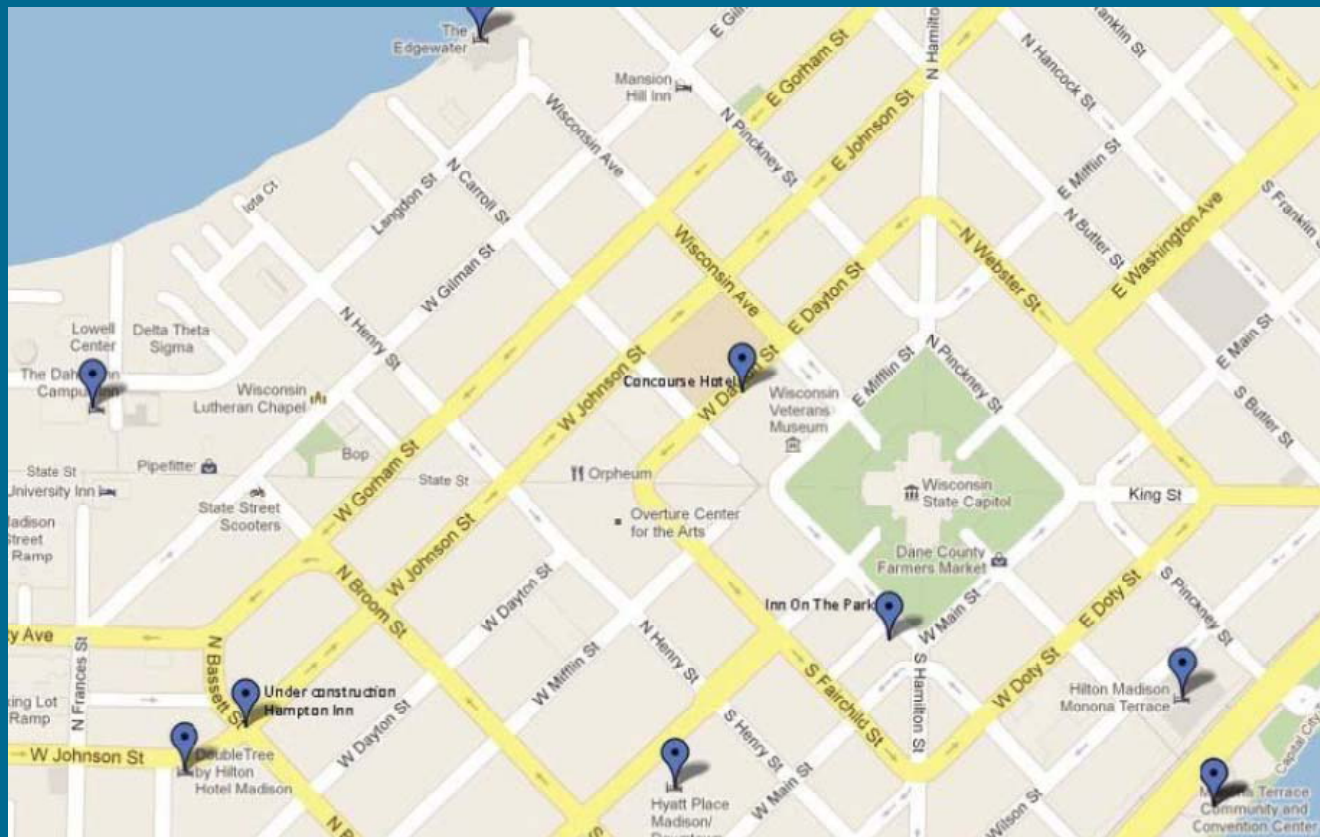 The
Edgewater
E Gorham St
N Hamilton
Franklin St
N Hancock St
Mansion
Hill Inn
Wisconsin Ave
N Pinckney St
E Johnson St
E Mifflin St
S Franklin
N Carroll St
Iota Ct
Langdon St
N Butler St
E Washington Ave
Wisconsin Ave
N Webster St
W Gilman St
E Dayton St
N Henry St
Lowell
Center
Delta Theta
Sigma
E Main St
N Pinckney St
E Mifflin St
W Johnson St
Concourse Hotel
Campus Inn
Wisconsin
Lutheran Chapel
Wisconsin
Veterans
Museum
S Butler St
Bop
W Gorham St
State St
Pipefitter
State St
Orpheum
University Inn
Wisconsin
State Capitol
King St
State Street
Scooters
Overture Center
for the Arts
Street
Ramp
Dane County
Farmers Market
W Johnson St
N Broom St
W Dayton St
S Pinckney St
E Doty St
Inn On The Park
W Main St
N Henry St
W Mifflin St
N Bassett St
N Frances St
S Hamilton St
W Doty St
S Fairchild St
Hilton Madison
Monona Terrace
Under construction
Hampton Inn
Ramp
W Dayton St
S Henry St
W Johnson St
DoubleTree
by Hilton
Hotel Madison
Hyatt Place
Madison/
W Main St
Wilson St
Capital City
Terrace
Community and
Convention Center